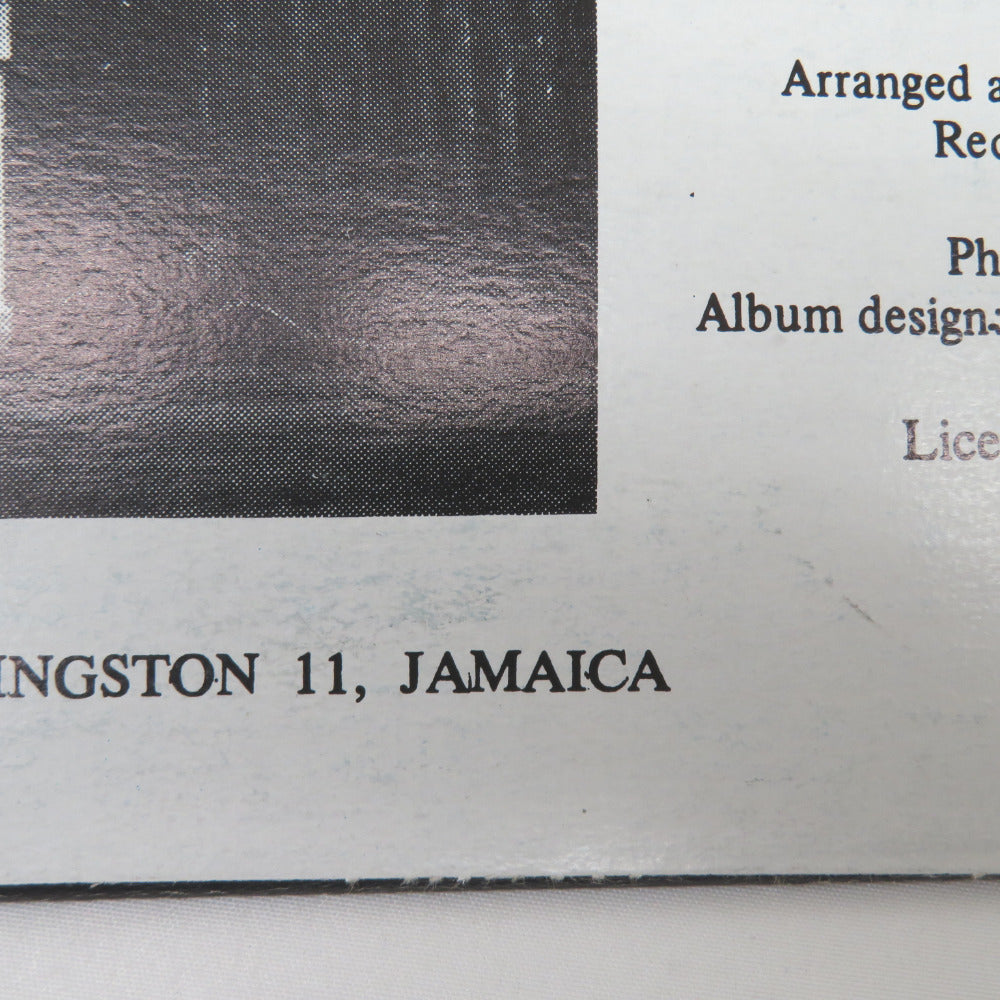 Arranged a
Rec
Ph
Album design:
Lice
INGSTON 11, JAMAICA